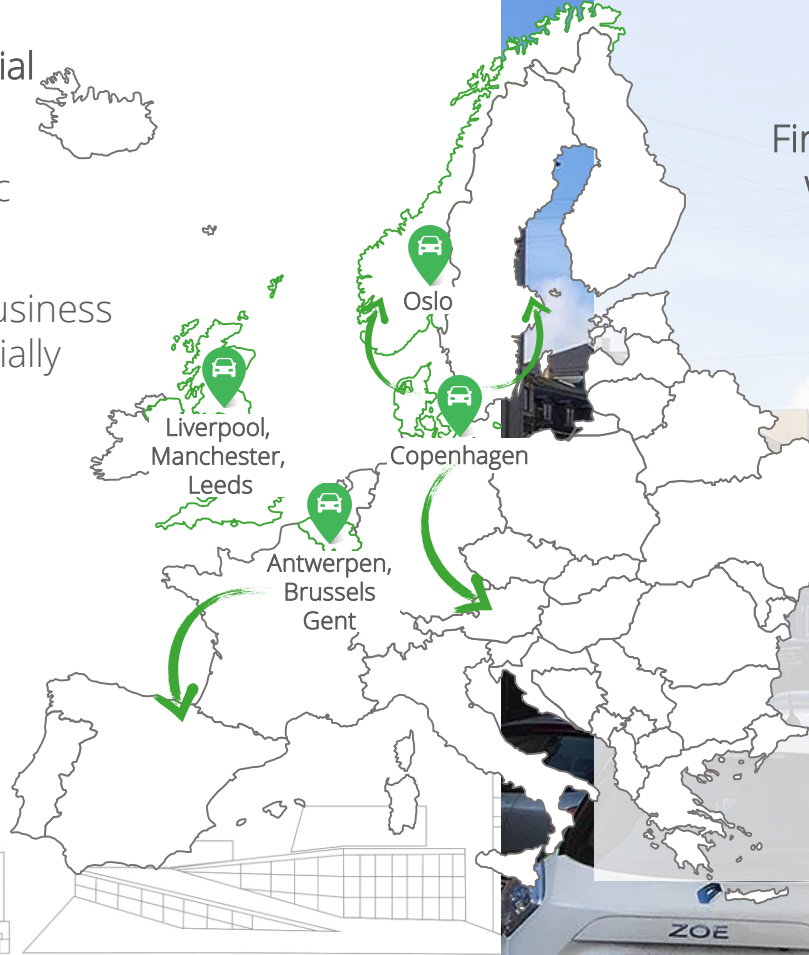 ial
c
usiness
ially
Fir
Oslo
Liverpool,
Manchester,
Leeds
Copenhagen
Antwerpen,
Brussels
Gent
ZOE